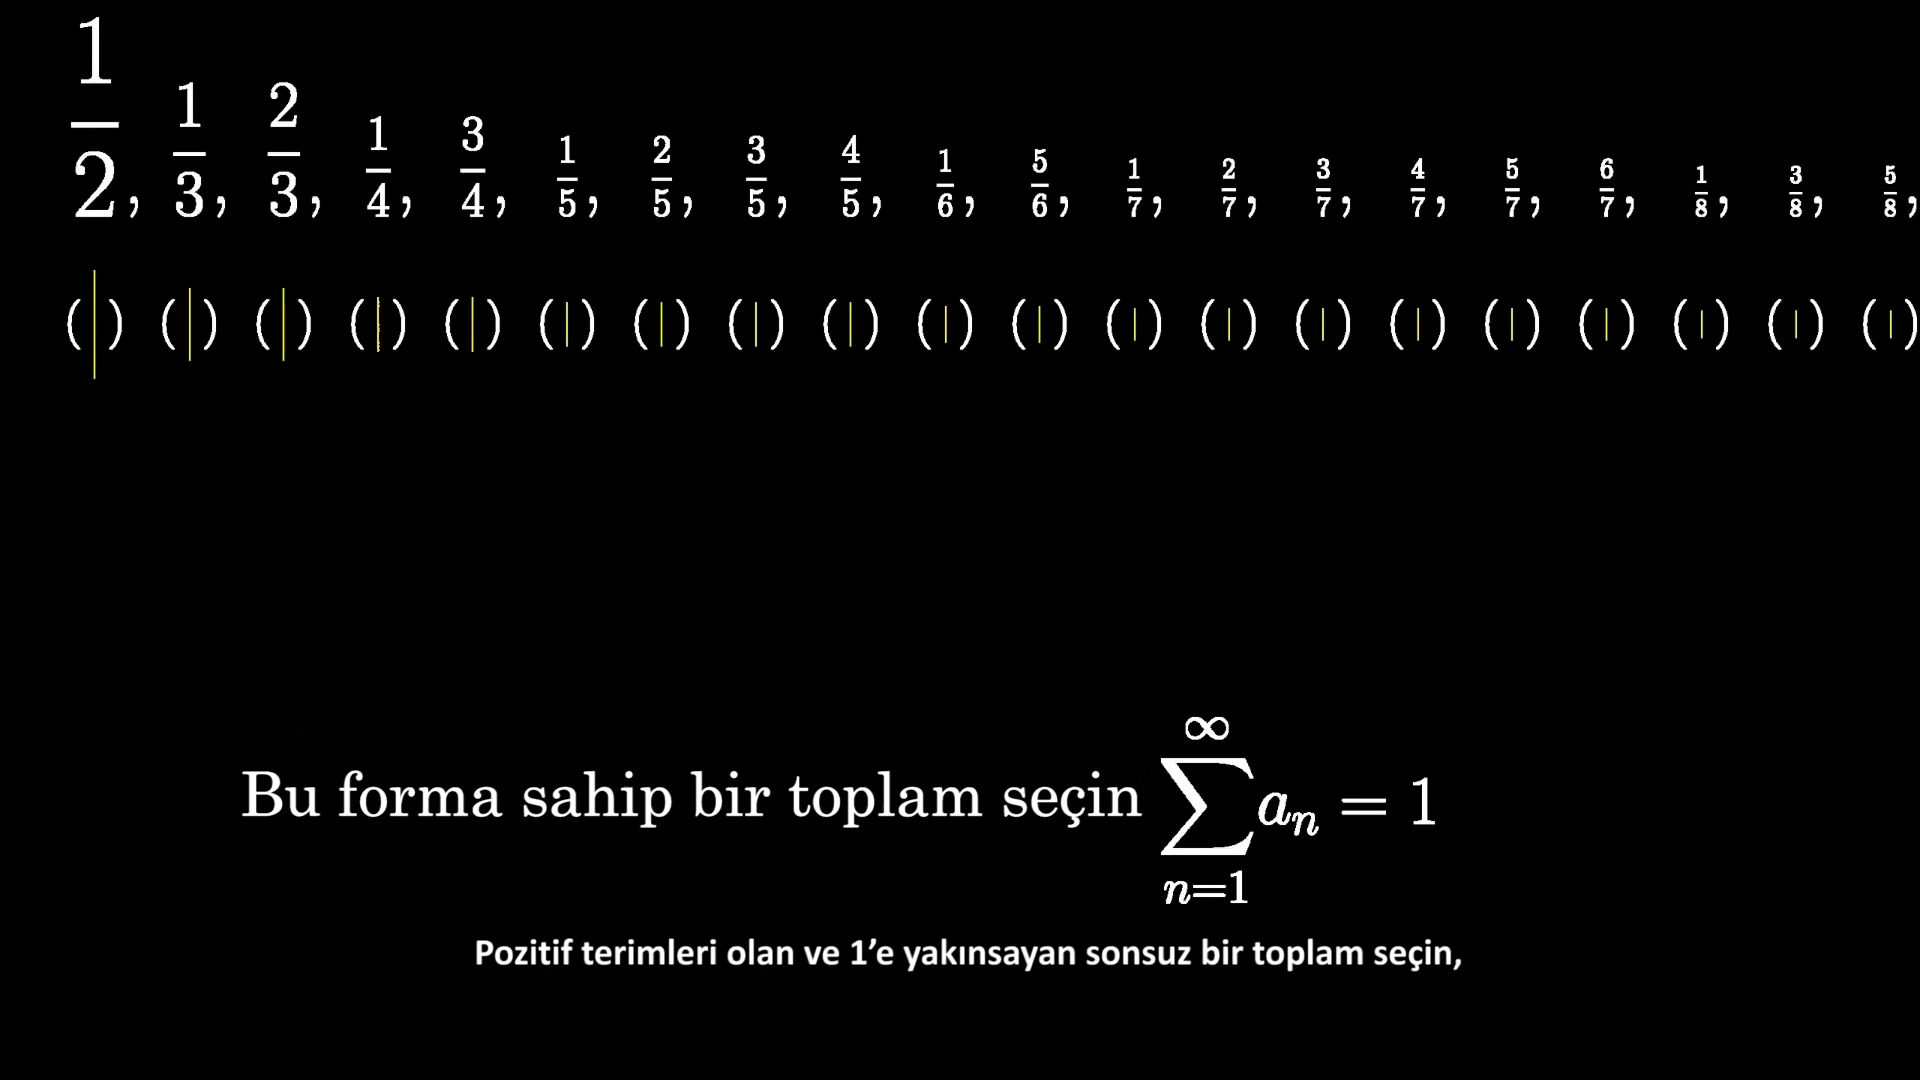 1/2, 1/3, 2/3, 1/4, 3/4, 1/5, 2/5, 3/5, 4/5, 1/6, 5/6, 1/7, 2/7, 3/7, 4/7, 5/7, 6/7, 1/8, 3/8, 5/8,
(|) (|) (|) (|) (|) (|) (|) (|) (|) (|) (|) (|) (|) (|) (|) (|) (|) (|) (|) (|)
Bu forma sahip bir toplam seçin ∑_{n=1}^{∞} a_n = 1
Pozitif terimleri olan ve 1’e yakınsayan sonsuz bir toplam seçin,